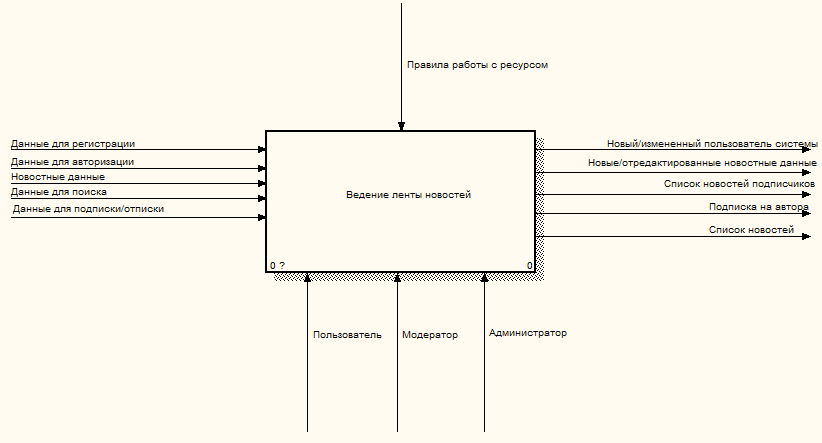 Правила работы с ресурсом
Данные для регистрации
Данные для авторизации
Новостные данные
Данные для поиска
Данные для подписки/отписки
Ведение ленты новостей
0 ?
0
Новый/измененный пользователь системы
Новые/отредактированные новостные данные
Список новостей подписчиков
Подписка на автора
Список новостей
Пользователь
Модератор
Администратор